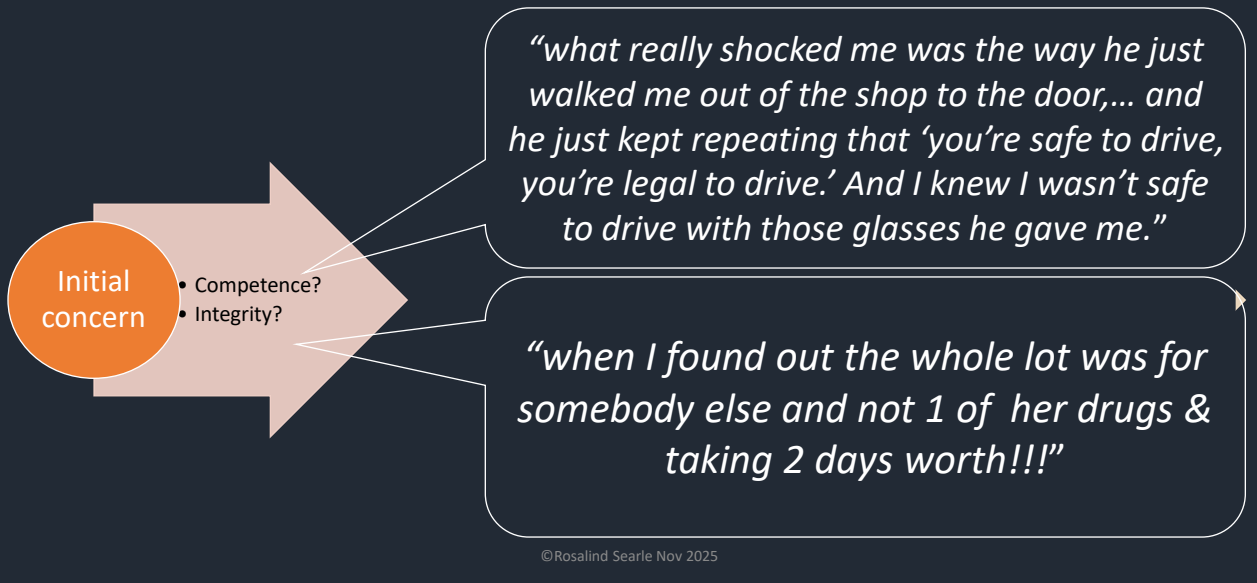 Initial
concern
• Competence?
• Integrity?
“what really shocked me was the way he just
walked me out of the shop to the door,… and
he just kept repeating that ‘you’re safe to drive,
you’re legal to drive.’ And I knew I wasn’t safe
to drive with those glasses he gave me.”
“when I found out the whole lot was for
somebody else and not 1 of  her drugs &
taking 2 days worth!!!”
©Rosalind Searle Nov 2025